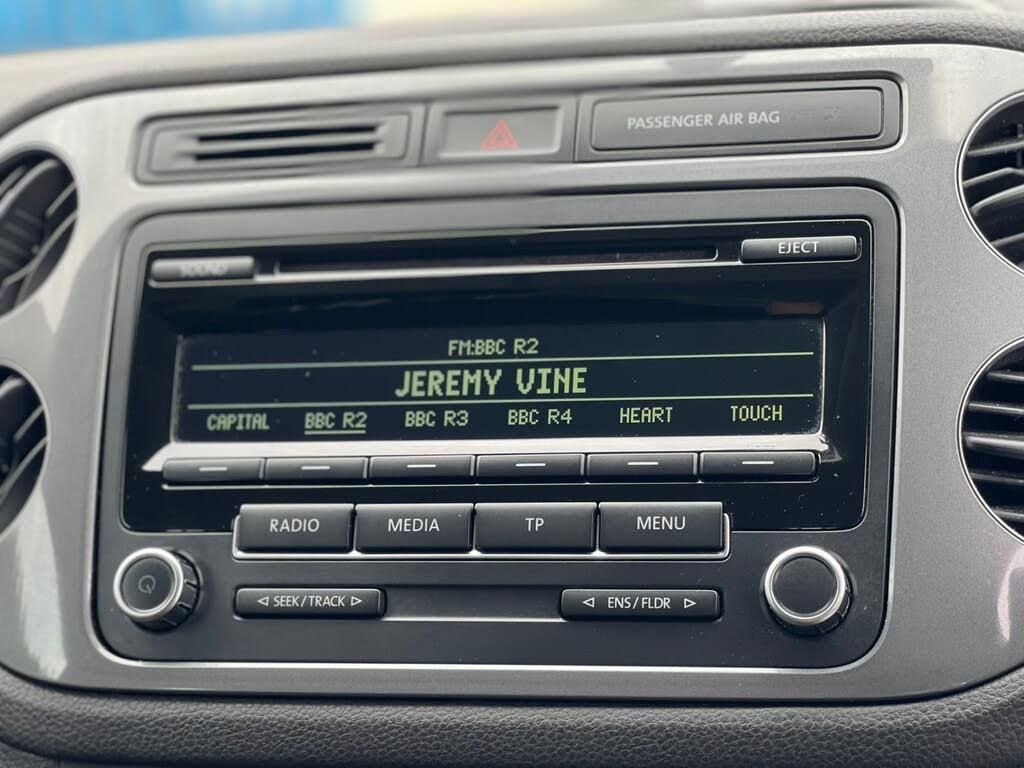 PASSENGER AIR BAG OFF
SOUND
EJECT
FM:BBC R2
JEREMY VINE
CAPITAL BBC R2 BBC R3 BBC R4 HEART TOUCH
RADIO MEDIA TP MENU
SEEK/TRACK
ENS/FLDR